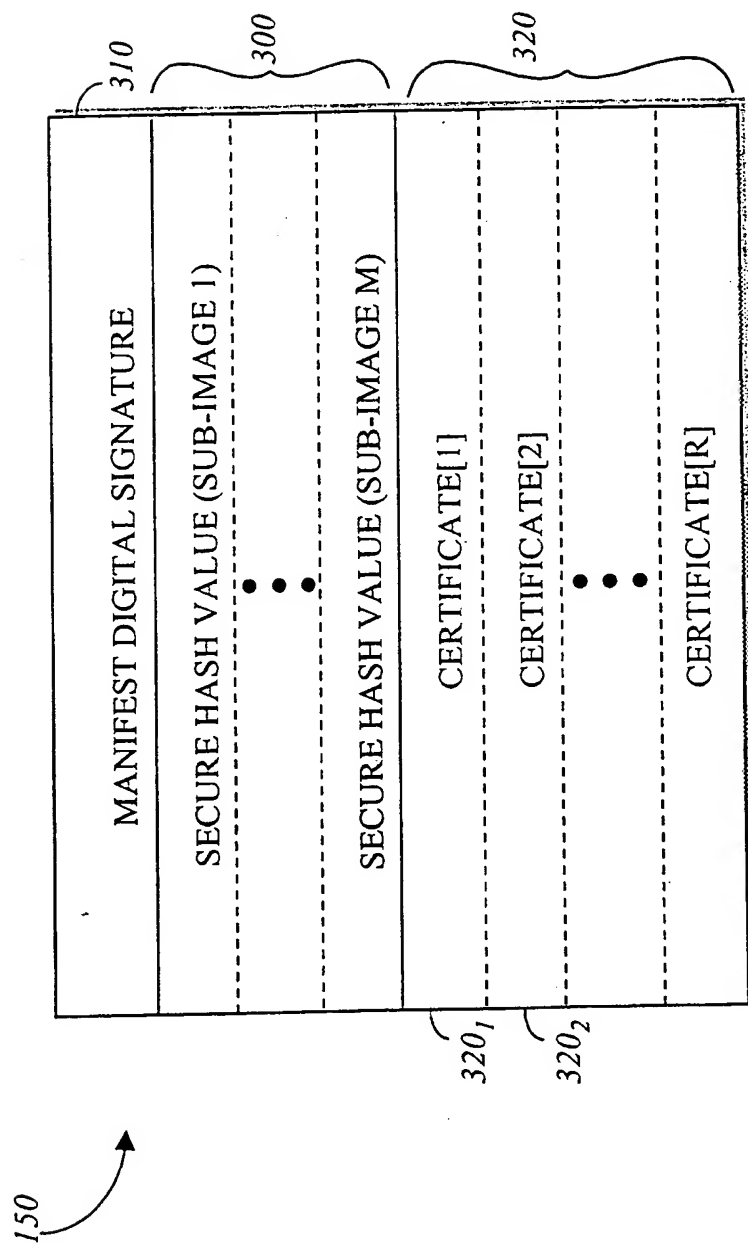 150
310
MANIFEST DIGITAL SIGNATURE
300
SECURE HASH VALUE (SUB-IMAGE 1)
SECURE HASH VALUE (SUB-IMAGE M)
320
320₁
CERTIFICATE[1]
320₂
CERTIFICATE[2]
CERTIFICATE[R]